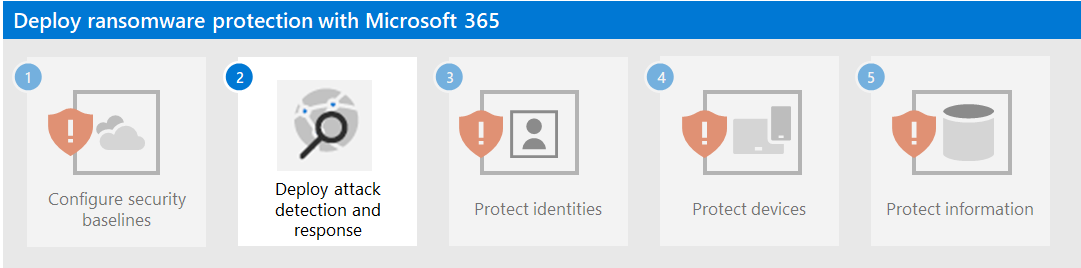 Deploy ransomware protection with Microsoft 365
1
2
3
4
5
Configure security
baselines
Deploy attack
detection and
response
Protect identities
Protect devices
Protect information